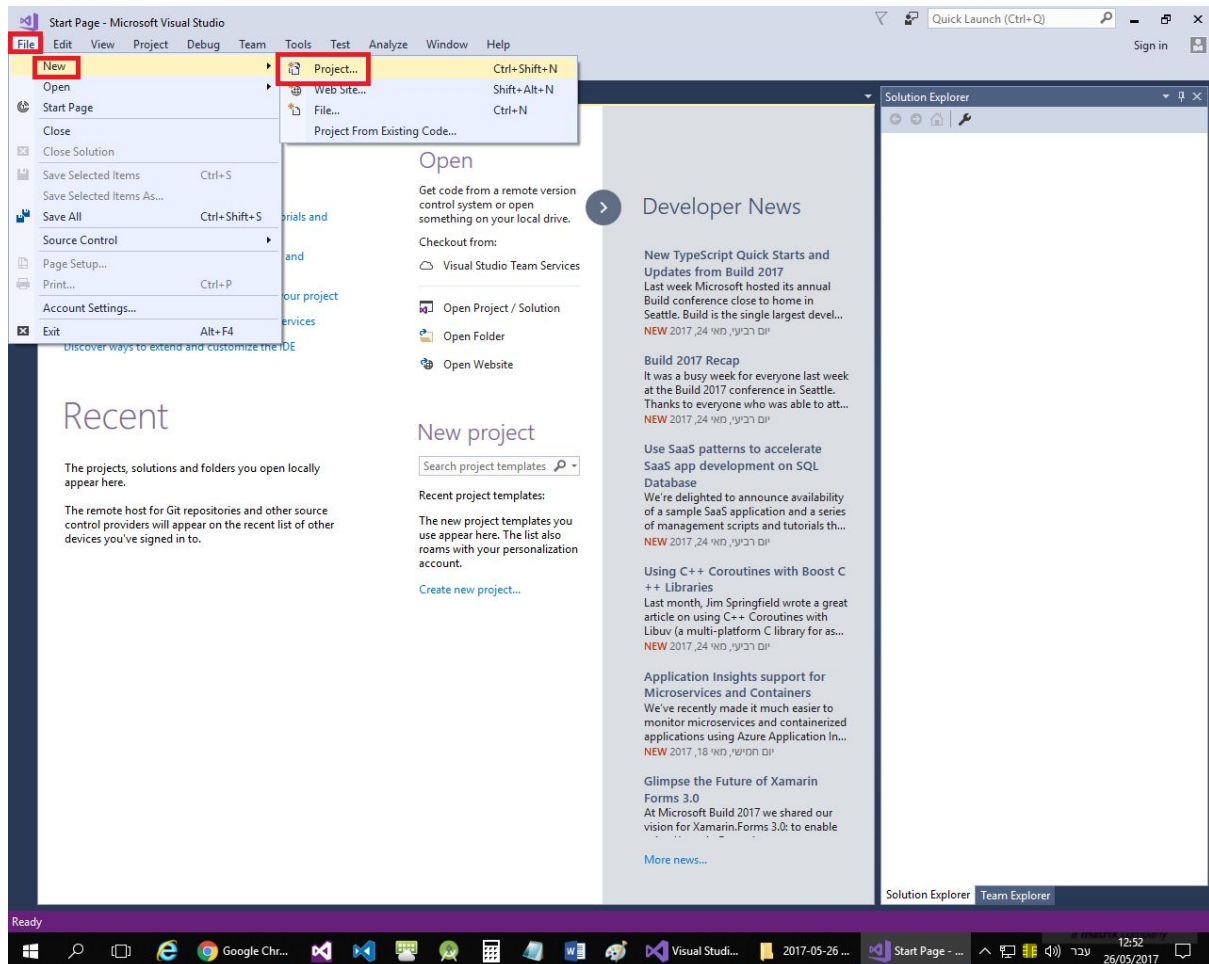 Start Page - Microsoft Visual Studio
Quick Launch (Ctrl+Q)
File Edit View Project Debug Team Tools Test Analyze Window Help
Sign in
New
Open
Start Page
Close
Close Solution
Save Selected Items Ctrl+S
Save Selected Items As...
Save All Ctrl+Shift+S
Source Control
Page Setup...
Print... Ctrl+P
Account Settings...
Exit Alt+F4
Project... Ctrl+Shift+N
Web Site... Shift+Alt+N
File... Ctrl+N
Project From Existing Code...
and
and
project
Discover ways to extend and customize the IDE
Recent
The projects, solutions and folders you open locally
appear here.
The remote host for Git repositories and other source
control providers will appear on the recent list of other
devices you've signed in to.
Open
Get code from a remote version
control system or open
something on your local drive.
Checkout from:
Visual Studio Team Services
Open Project / Solution
Open Folder
Open Website
New project
Search project templates
Recent project templates:
The new project templates you
use appear here. The list also
roams with your personalization
account.
Create new project...
Developer News
New TypeScript Quick Starts and
Updates from Build 2017
Last week Microsoft hosted its annual
Build conference close to home in
Seattle. Build is the single largest devel...
NEW יום רביעי, מאי 24, 2017
Build 2017 Recap
It was a busy week for everyone last week
at the Build 2017 conference in Seattle.
Thanks to everyone who was able to att...
NEW יום רביעי, מאי 24, 2017
Use SaaS patterns to accelerate
SaaS app development on SQL
Database
We're delighted to announce availability
of a sample SaaS application and a series
of management scripts and tutorials th...
NEW יום רביעי, מאי 24, 2017
Using C++ Coroutines with Boost C
++ Libraries
Last month, Jim Springfield wrote a great
article on using C++ Coroutines with
Libuv (a multi-platform C library for as...
NEW יום רביעי, מאי 24, 2017
Application Insights support for
Microservices and Containers
We've recently made it much easier to
monitor microservices and containerized
applications using Azure Application In...
NEW יום חמישי, מאי 18, 2017
Glimpse the Future of Xamarin
Forms 3.0
At Microsoft Build 2017 we shared our
vision for Xamarin.Forms 3.0: to enable
More news...
Solution Explorer
Solution Explorer Team Explorer
Ready
Google Chr... Visual Studi... 2017-05-26 ... Start Page - ... עבר 12:52
26/05/2017